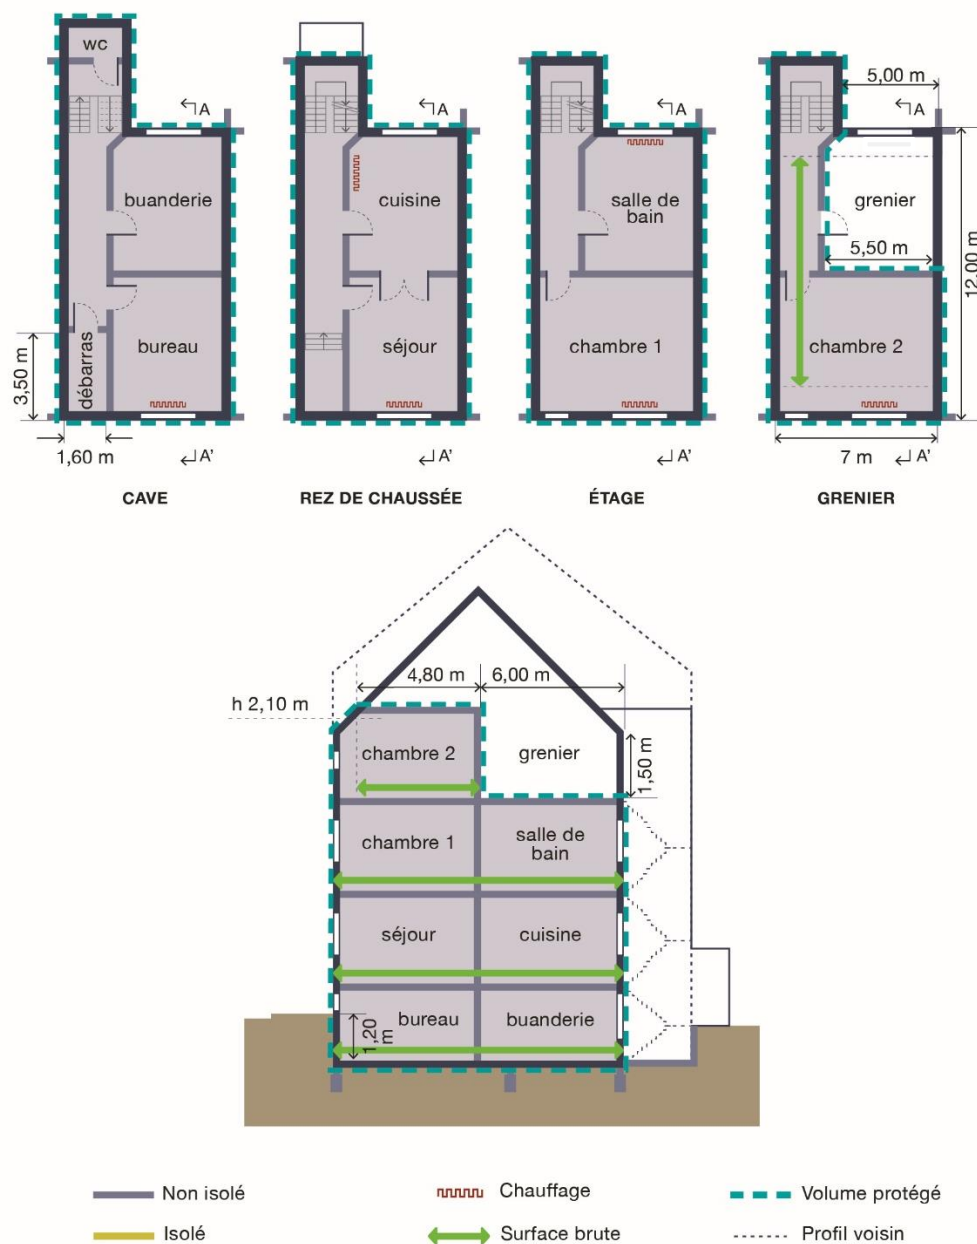 wc
A
buanderie
débarras
bureau
3,50 m
1,60 m
A'
CAVE
A
cuisine
séjour
A'
REZ DE CHAUSSÉE
A
salle de
bain
chambre 1
A'
ÉTAGE
5,00 m
A
grenier
5,50 m
12,00 m
chambre 2
7 m
A'
GRENIER
4,80 m
6,00 m
h 2,10 m
chambre 2
grenier
1,50 m
chambre 1
salle de
bain
séjour
cuisine
1,20
m
bureau
buanderie
Non isolé
Chauffage
Volume protégé
Isolé
Surface brute
Profil voisin